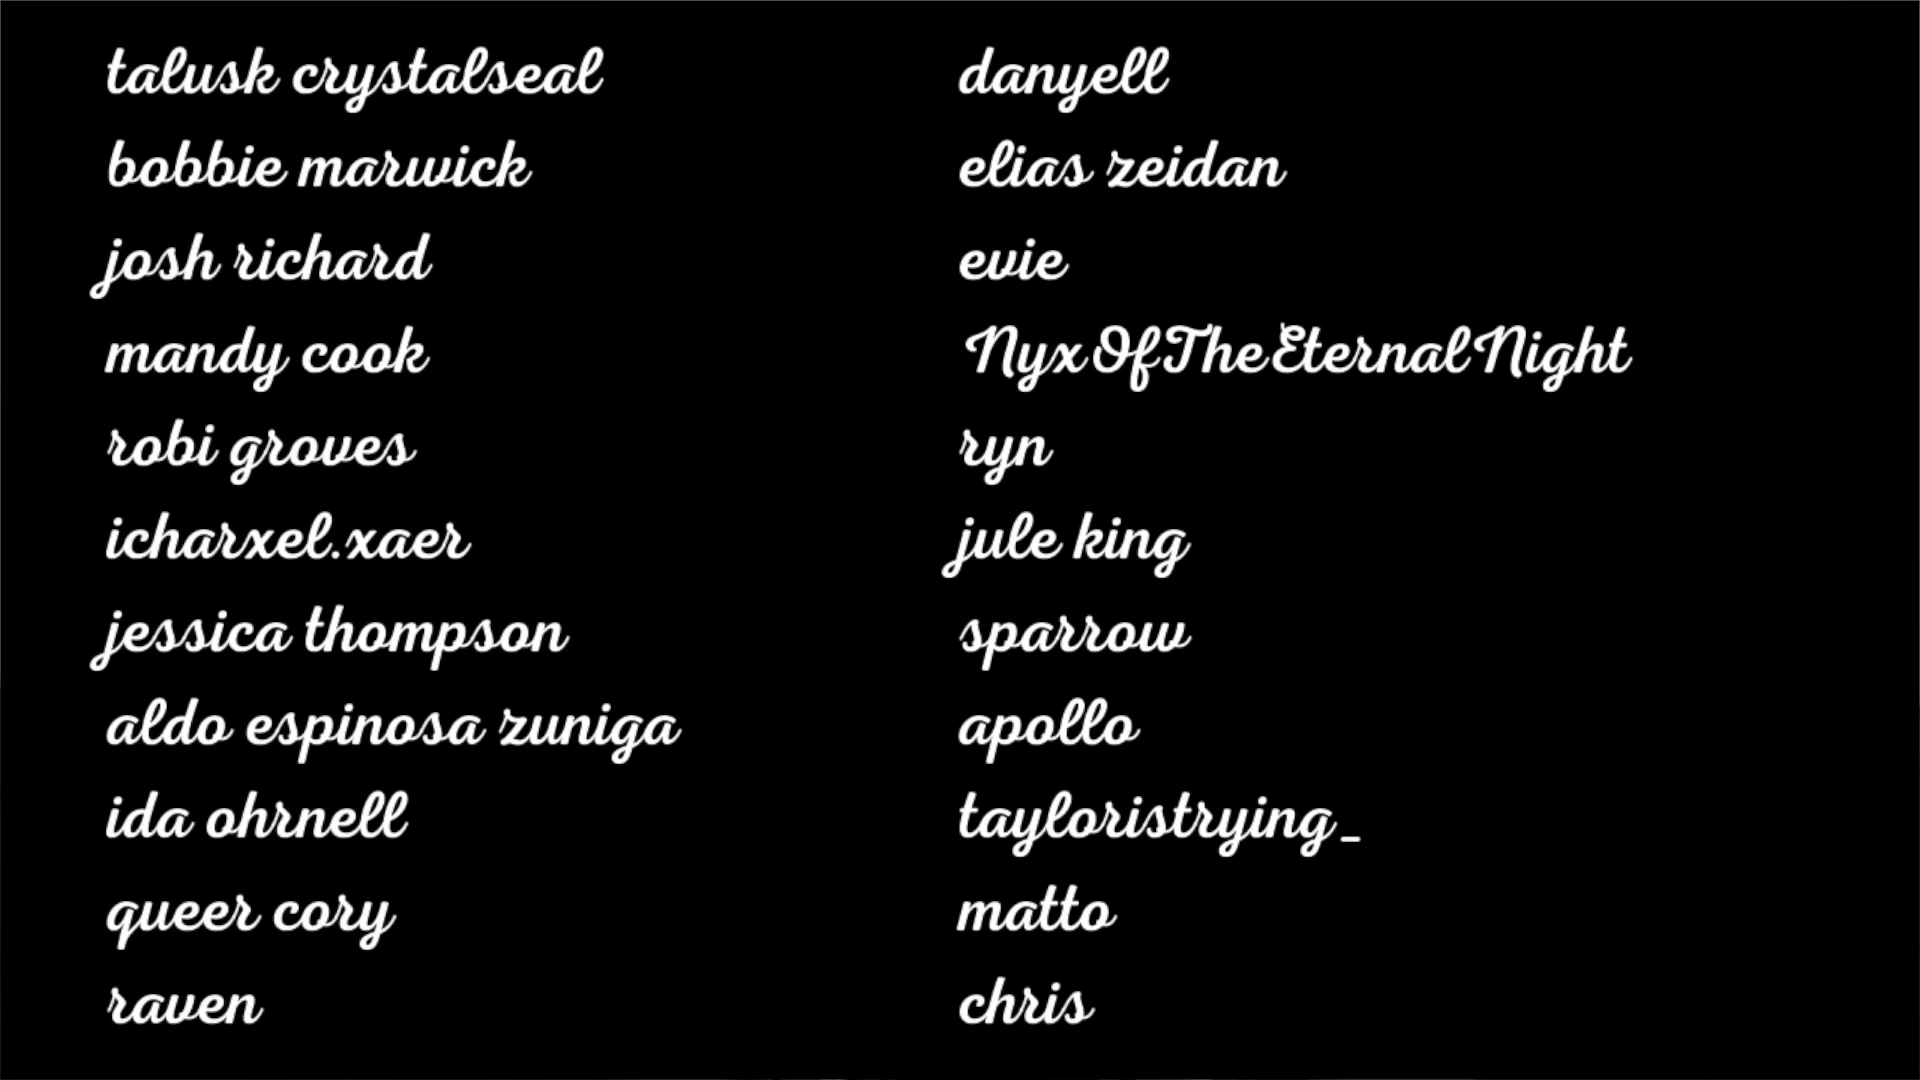 talusk crystalseal
bobbie marwick
josh richard
mandy cook
robi groves
icharxel.xaer
jessica thompson
aldo espinosa zuniga
ida ohrnell
queer cory
raven
danyell
elias zeidan
evie
NyxOfTheEternalNight
ryn
jule king
sparrow
apollo
tayloristrying_
matto
chris